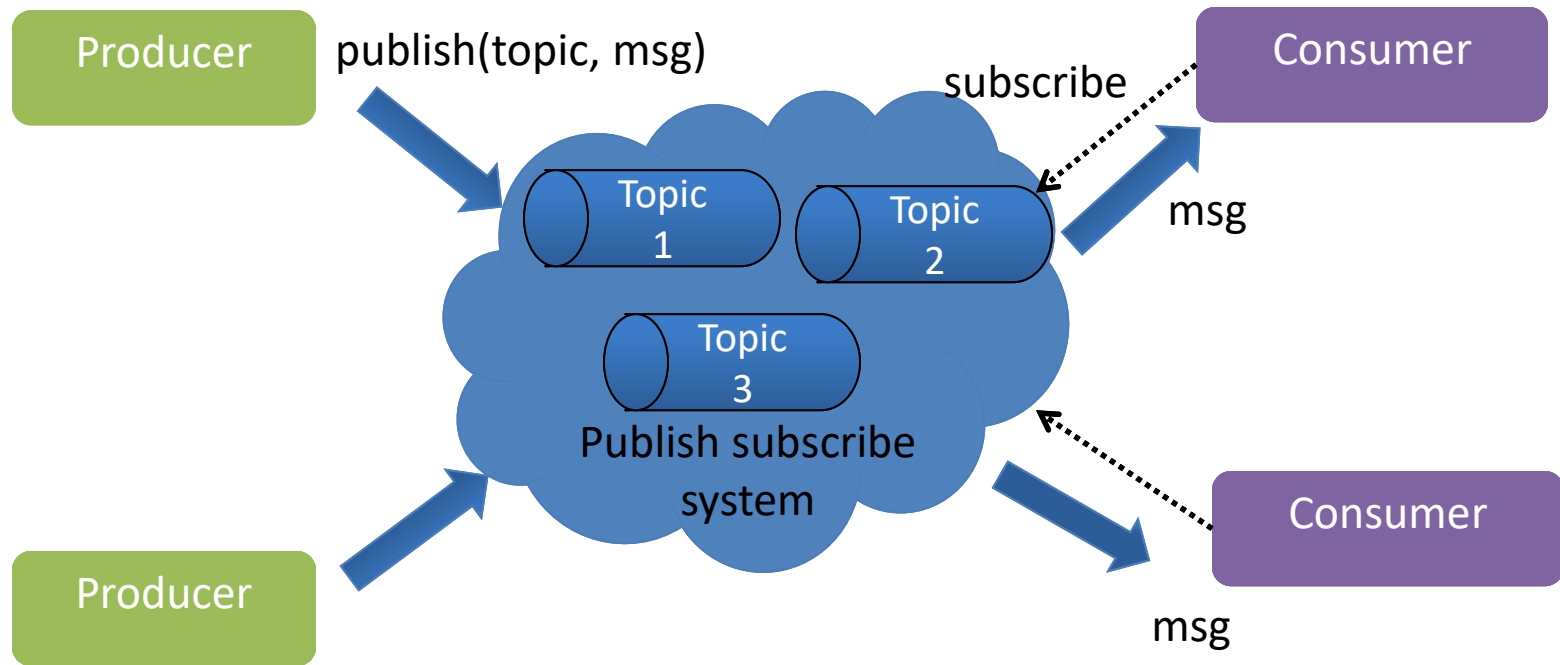 Producer
publish(topic, msg)
Consumer
subscribe
Topic
1
Topic
2
msg
Topic
3
Publish subscribe
system
Consumer
Producer
msg